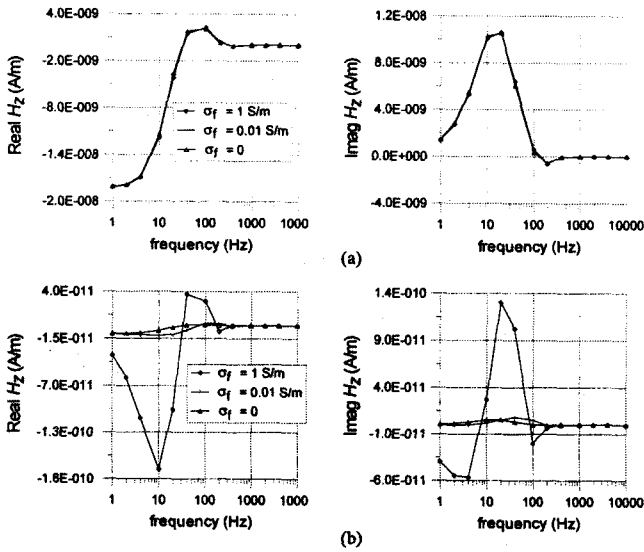 4.0E-009
-2.0E-009
-8.0E-009
-1.4E-008
-2.0E-008
Real Hz (A/m)
σf = 1 S/m
σf = 0.01 S/m
σf = 0
1 10 100 1000 1000
frequency (Hz)
1.2E-008
8.0E-009
4.0E-009
0.0E+000
-4.0E-009
Imag Hz (A/m)
1 10 100 1000 10000
frequency (Hz)
(a)
4.0E-011
-1.5E-011
-7.0E-011
-1.3E-010
-1.8E-010
Real Hz (A/m)
σf = 1 S/m
σf = 0.01 S/m
σf = 0
1 10 100 1000 1000
frequency (Hz)
1.4E-010
9.0E-011
4.0E-011
-1.0E-011
-6.0E-011
Imag Hz (A/m)
1 10 100 1000 10000
frequency (Hz)
(b)